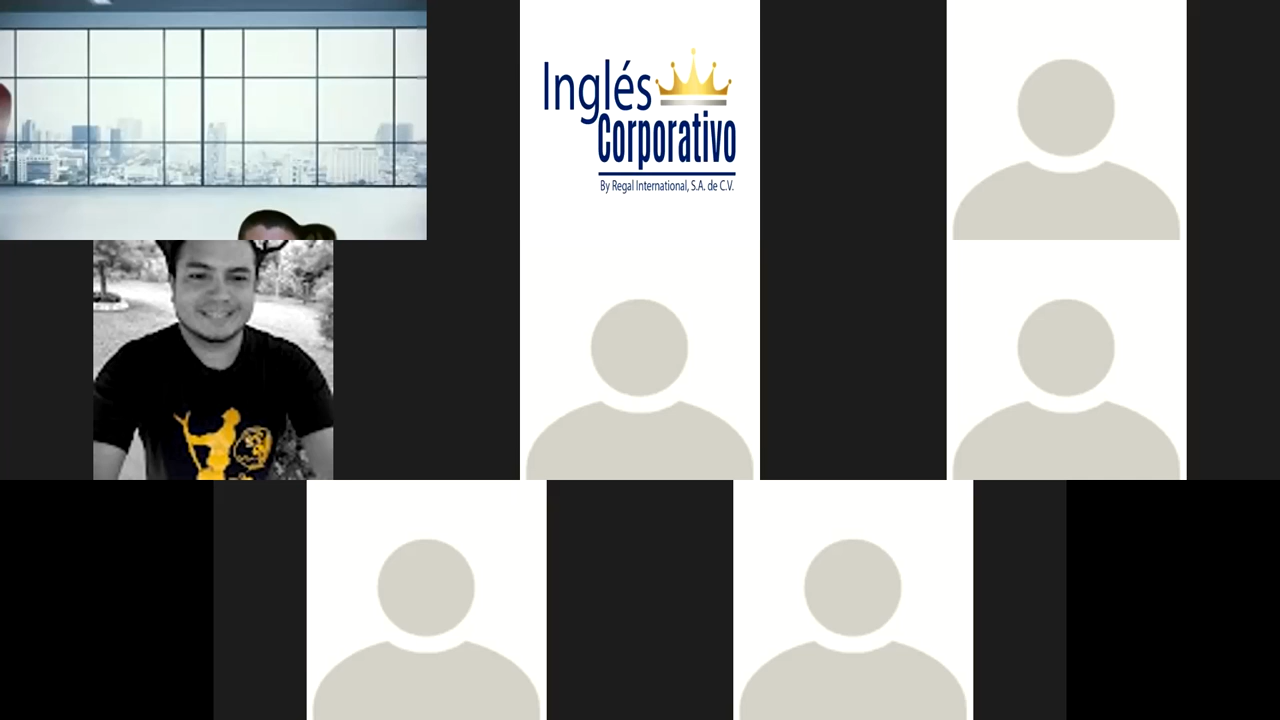 Inglés
Corporativo
By Regal International, S.A. de C.V.